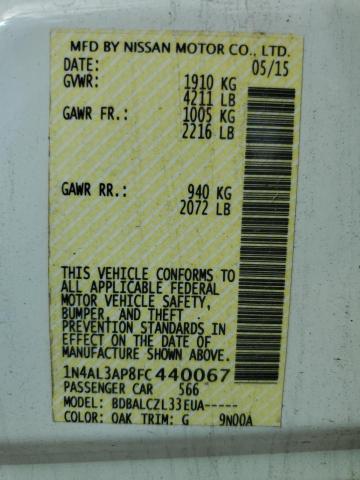 MFD BY NISSAN MOTOR CO., LTD.
DATE: 05/15
GVWR: 1910 KG
4211 LB
GAWR FR.: 1005 KG
2216 LB
GAWR RR.: 940 KG
2072 LB
THIS VEHICLE CONFORMS TO
ALL APPLICABLE FEDERAL
MOTOR VEHICLE SAFETY,
BUMPER, AND THEFT
PREVENTION STANDARDS IN
EFFECT ON THE DATE OF
MANUFACTURE SHOWN ABOVE.
1N4AL3AP8FC440067
PASSENGER CAR 566
MODEL: BDBALCZL33EUA-----
COLOR: OAK TRIM: G 9N00A